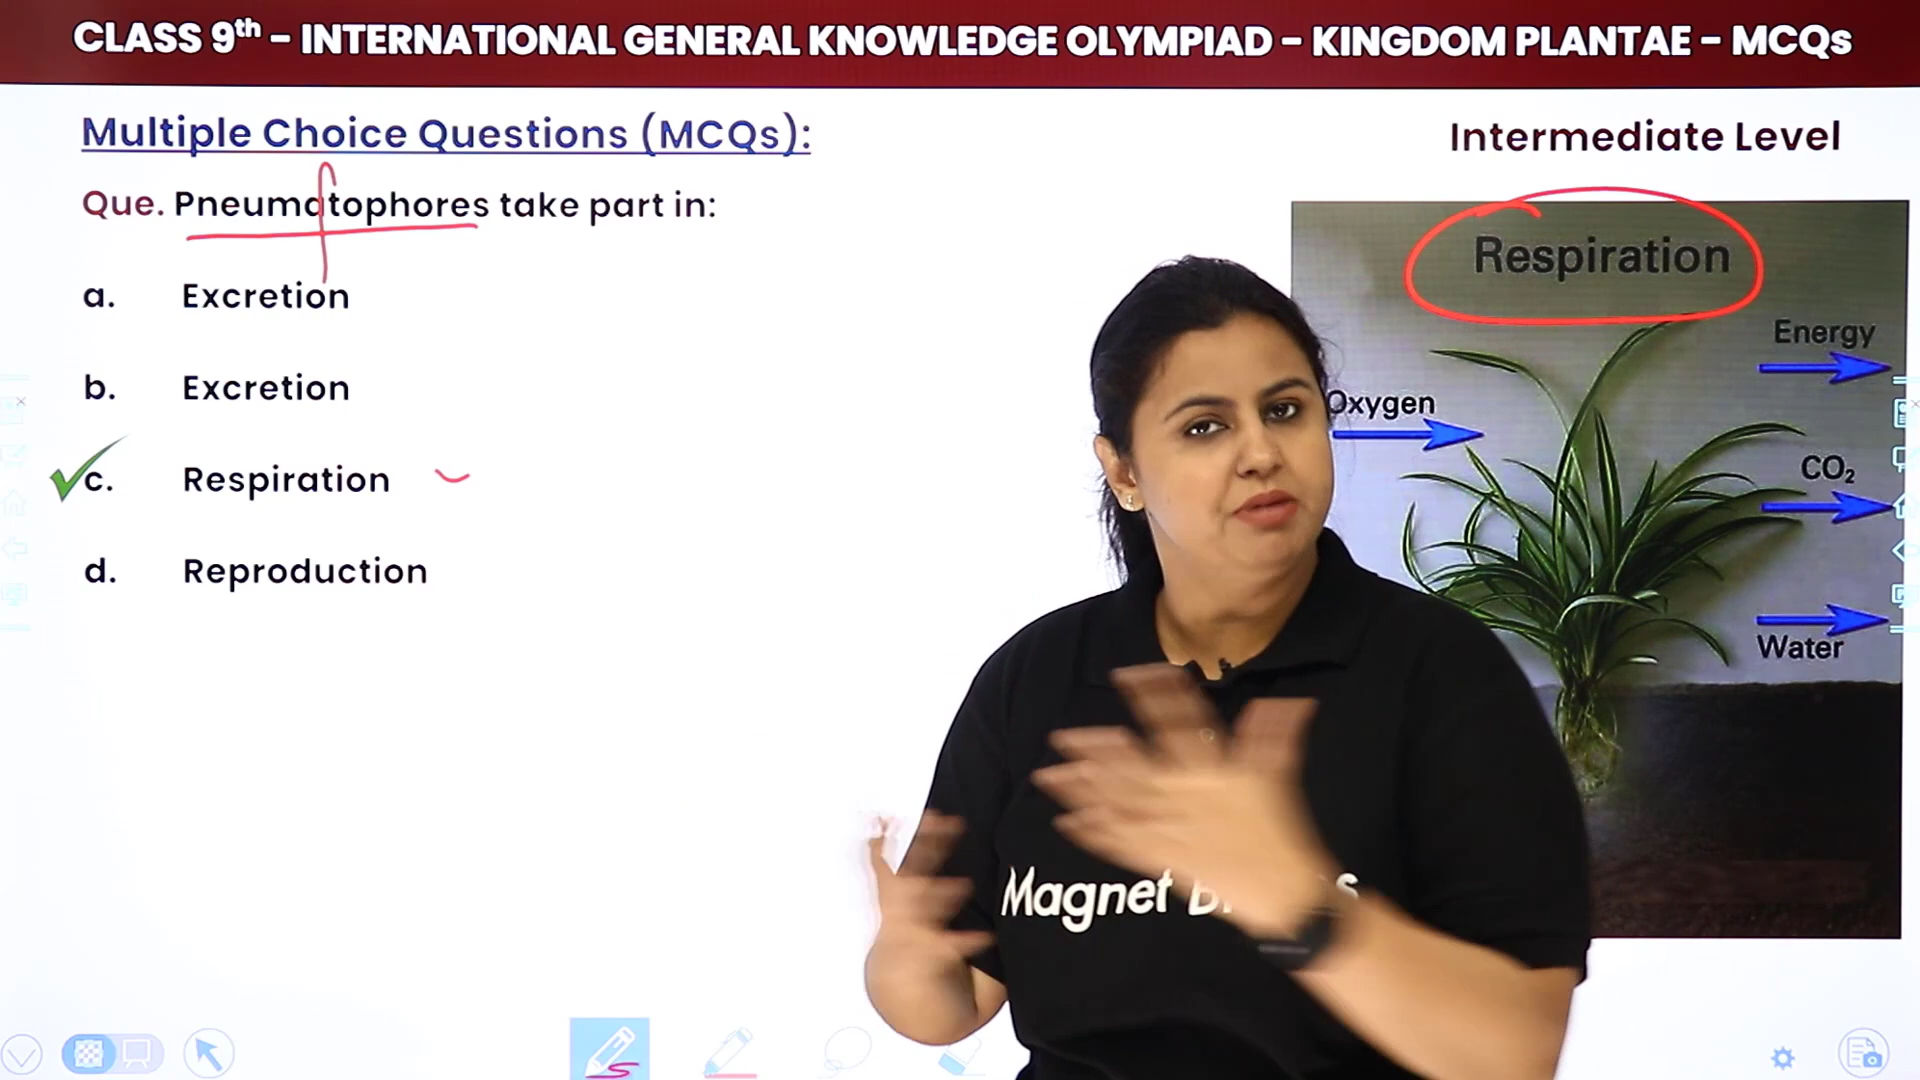 CLASS 9th – INTERNATIONAL GENERAL KNOWLEDGE OLYMPIAD – KINGDOM PLANTAE – MCQs
Multiple Choice Questions (MCQs):
Intermediate Level
Que. Pneumatophores take part in:
a. Excretion
b. Excretion
c. Respiration
d. Reproduction
Respiration
Energy
Oxygen
CO₂
Water
Magnet